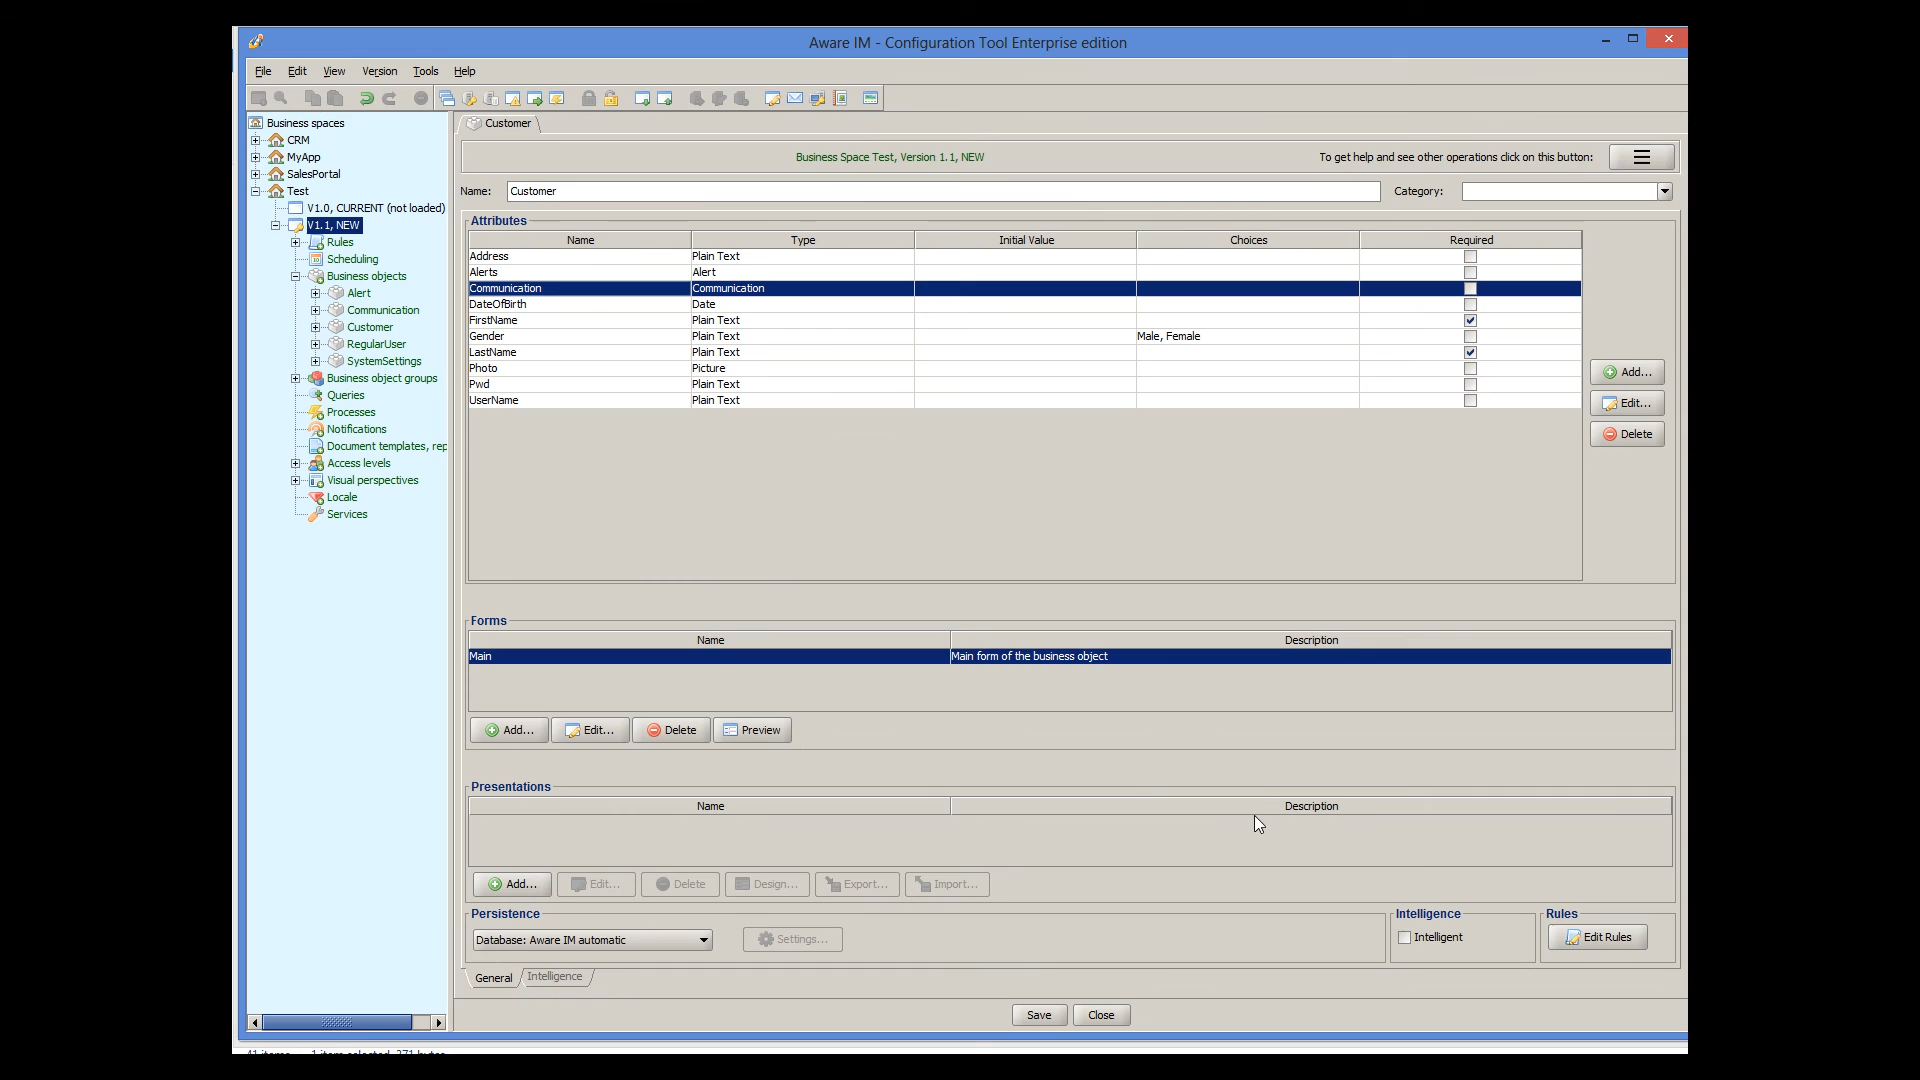 Aware IM - Configuration Tool Enterprise edition
File Edit View Version Tools Help
Business spaces
CRM
MyApp
SalesPortal
Test
V1.0, CURRENT (not loaded)
V1.1, NEW
Rules
Scheduling
Business objects
Alert
Communication
Customer
RegularUser
SystemSettings
Business object groups
Queries
Processes
Notifications
Document templates, rep
Access levels
Visual perspectives
Locale
Services
Customer
Business Space Test, Version 1.1, NEW
To get help and see other operations click on this button:
Name: Customer Category:
Attributes
Name Type Initial Value Choices Required
Address Plain Text
Alerts Alert
Communication Communication
DateOfBirth Date
FirstName Plain Text
Gender Plain Text Male, Female
LastName Plain Text
Photo Picture
Pwd Plain Text
UserName Plain Text
Add...
Edit...
Delete
Forms
Name Description
Main Main form of the business object
Add... Edit... Delete Preview
Presentations
Name Description
Add... Edit... Delete Design... Export... Import...
Persistence
Database: Aware IM automatic Settings...
Intelligence
Intelligent
Rules
Edit Rules
General Intelligence
Save Close
41 items 1 item selected 271 bytes